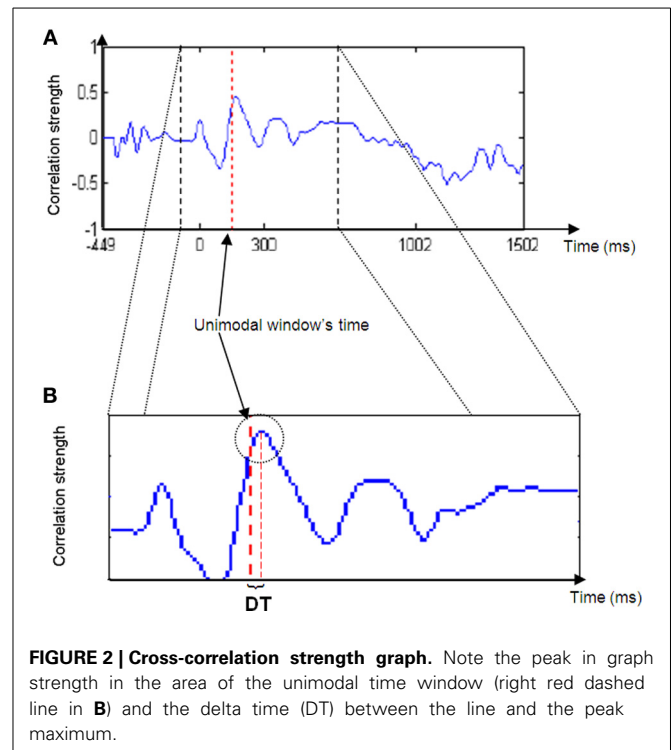 A
Correlation strength
1
0.5
0
-0.5
-1
-449
0
300
1002
1502
Time (ms)
Unimodal window's time
B
Correlation strength
DT
Time (ms)
FIGURE 2 | Cross-correlation strength graph. Note the peak in graph
strength in the area of the unimodal time window (right red dashed
line in B) and the delta time (DT) between the line and the peak
maximum.